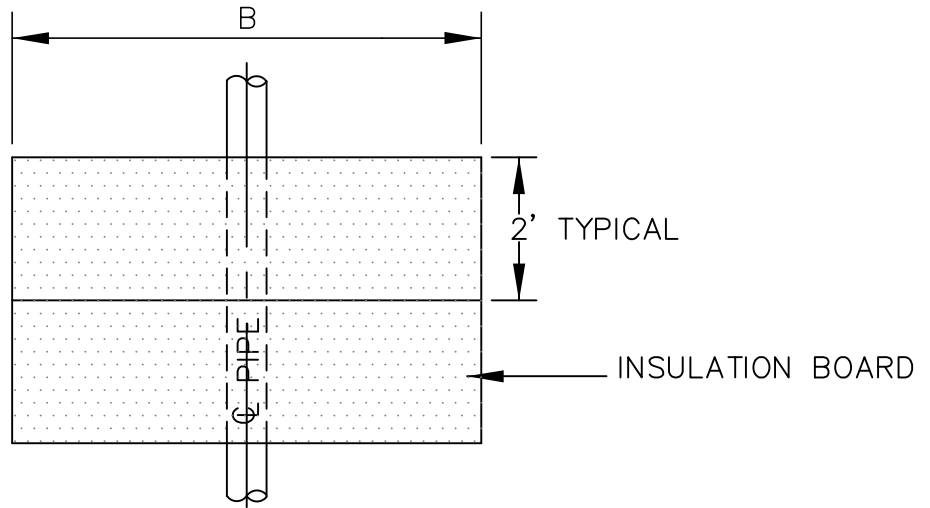 B
2' TYPICAL
INSULATION BOARD
℄ PIPE